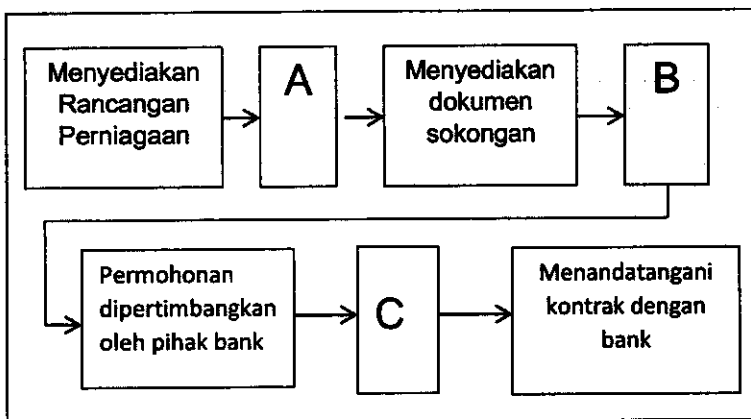 Menyediakan
Rancangan
Perniagaan
A
Menyediakan
dokumen
sokongan
B
Permohonan
dipertimbangkan
oleh pihak bank
C
Menandatangani
kontrak dengan
bank